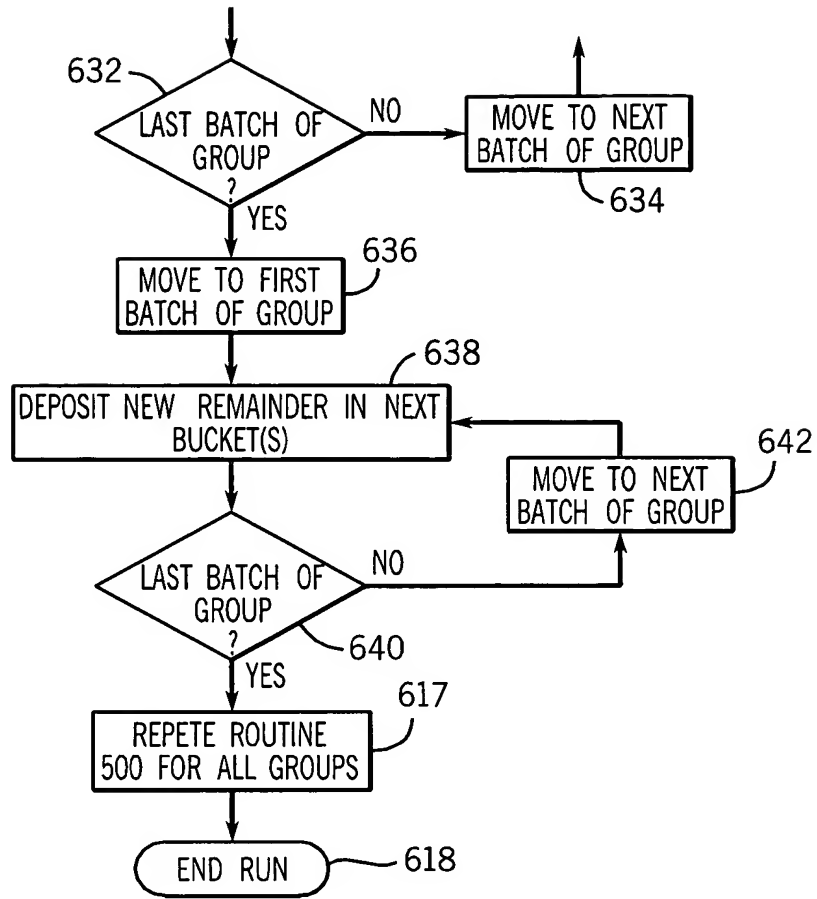 632
LAST BATCH OF
GROUP
?
NO
MOVE TO NEXT
BATCH OF GROUP
634
YES
636
MOVE TO FIRST
BATCH OF GROUP
638
DEPOSIT NEW REMAINDER IN NEXT
BUCKET(S)
642
MOVE TO NEXT
BATCH OF GROUP
LAST BATCH OF
GROUP
?
NO
640
YES
617
REPETE ROUTINE
500 FOR ALL GROUPS
END RUN
618